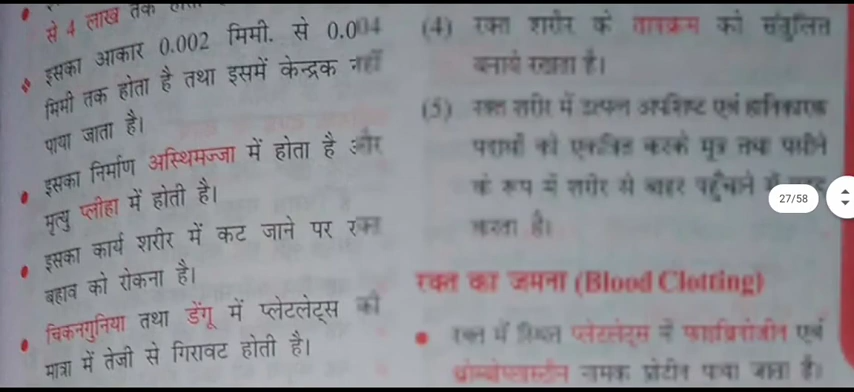 से 4 लाख तक
इसका आकार 0.002 मिमी. से 0.004
मिमी तक होता है तथा इसमें केन्द्रक नहीं
पाया जाता है।
इसका निर्माण अस्थिमज्जा में होता है और
मृत्यु प्लीहा में होती है।
इसका कार्य शरीर में कट जाने पर रक्त
बहाव को रोकना है।
चिकनगुनिया तथा डेंगू में प्लेटलेट्स की
मात्रा में तेजी से गिरावट होती है।
(4) रक्त शरीर के तापक्रम को संतुलित
बनाये रखता है।
(5) रक्त शरीर में उत्पन्न अपशिष्ट एवं हानिकारक
पदार्थों को एकत्रित करके मूत्र तथा पसीने
के रूप में शरीर से बाहर पहुँचाने में मदद
करता है।
27/58
रक्त का जमना (Blood Clotting)
रक्त में स्थित प्लेटलेट्स में फाइब्रिनोजीन एवं
थ्रोम्बोप्लास्टीन नामक प्रोटीन पाया जाता है।